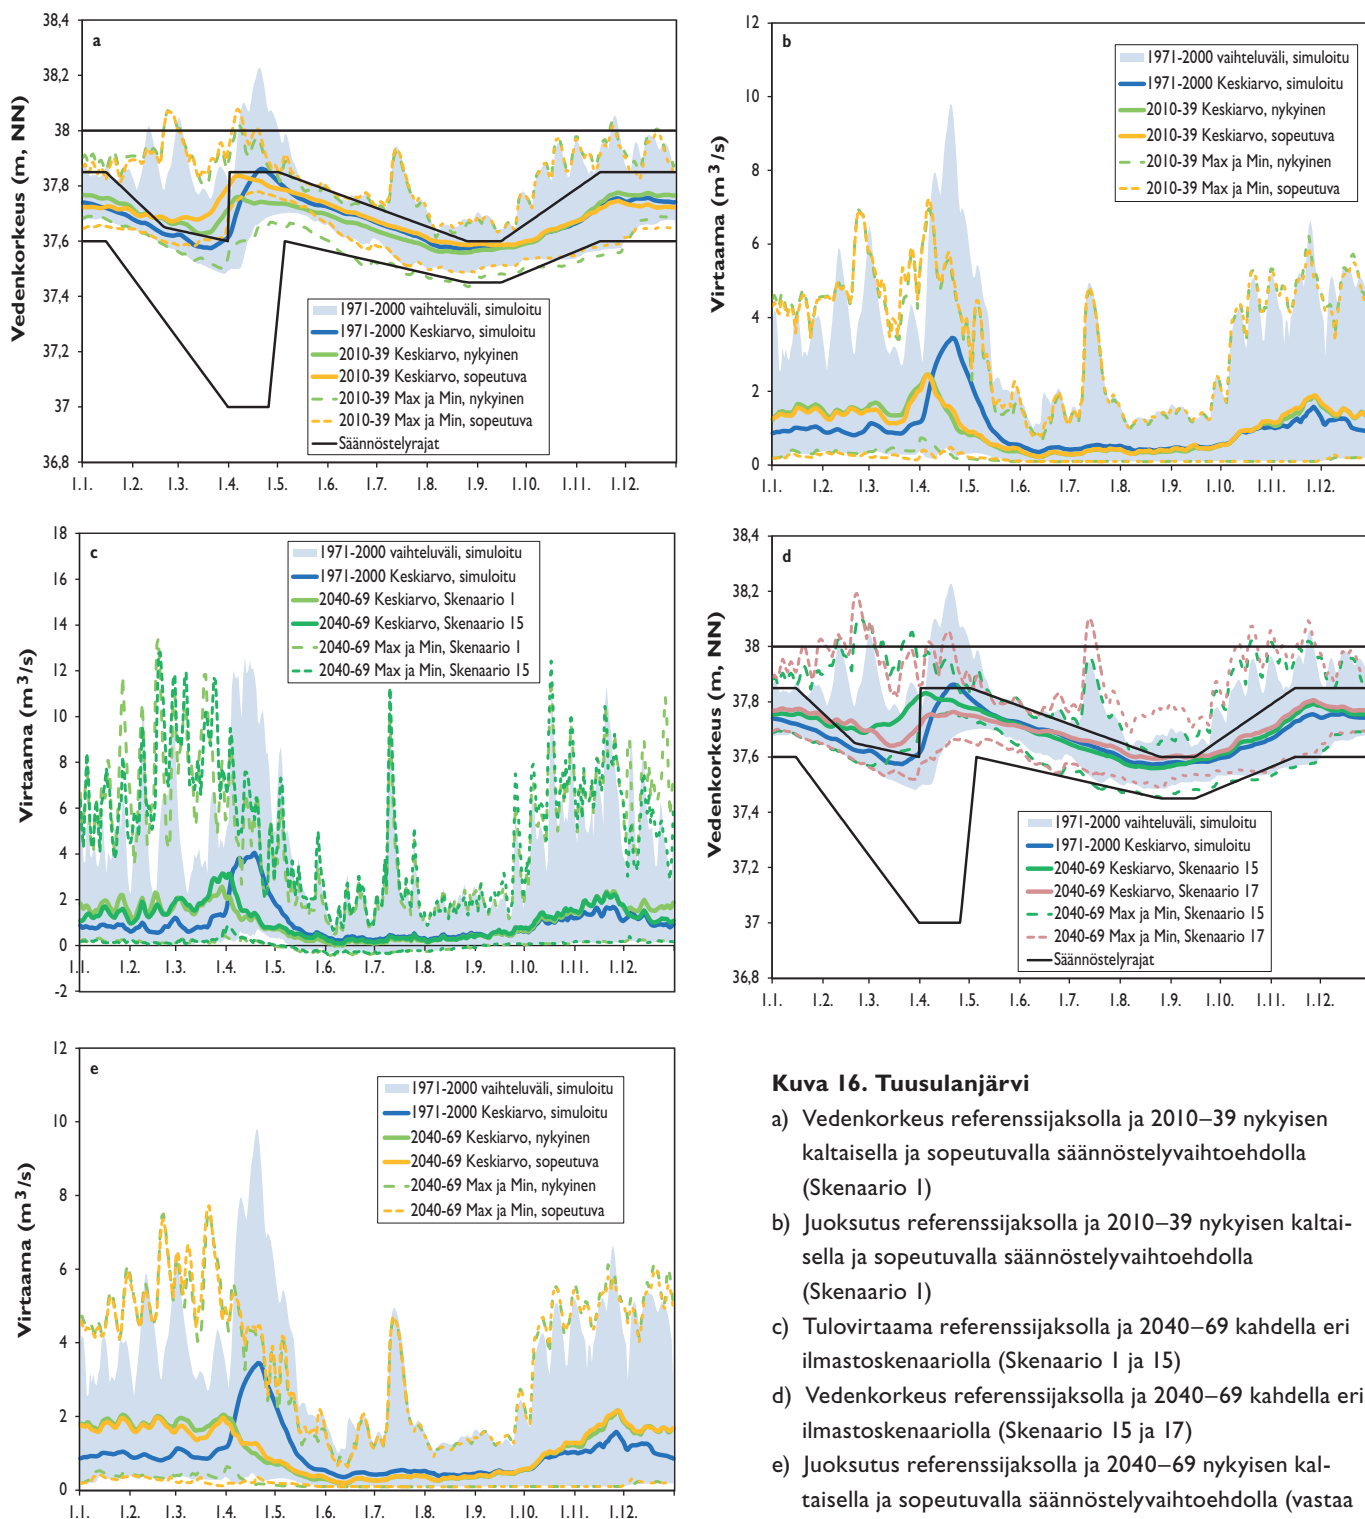 a
Vedenkorkeus (m, NN)
38,4
38,2
38
37,8
37,6
37,4
37,2
37
36,8
1971-2000 vaihteluväli, simuloitu
1971-2000 Keskiarvo, simuloitu
2010-39 Keskiarvo, nykyinen
2010-39 Keskiarvo, sopeutuva
2010-39 Max ja Min, nykyinen
2010-39 Max ja Min, sopeutuva
Säännöstelyrajat
1.1. 1.2. 1.3. 1.4. 1.5. 1.6. 1.7. 1.8. 1.9. 1.10. 1.11. 1.12.
b
Virtaama (m³/s)
12
10
8
6
4
2
0
1971-2000 vaihteluväli, simuloitu
1971-2000 Keskiarvo, simuloitu
2010-39 Keskiarvo, nykyinen
2010-39 Keskiarvo, sopeutuva
2010-39 Max ja Min, nykyinen
2010-39 Max ja Min, sopeutuva
1.1. 1.2. 1.3. 1.4. 1.5. 1.6. 1.7. 1.8. 1.9. 1.10. 1.11. 1.12.
c
Virtaama (m³/s)
18
16
14
12
10
8
6
4
2
0
-2
1971-2000 vaihteluväli, simuloitu
1971-2000 Keskiarvo, simuloitu
2040-69 Keskiarvo, Skenaario 1
2040-69 Keskiarvo, Skenaario 15
2040-69 Max ja Min, Skenaario 1
2040-69 Max ja Min, Skenaario 15
1.1. 1.2. 1.3. 1.4. 1.5. 1.6. 1.7. 1.8. 1.9. 1.10. 1.11. 1.12.
d
Vedenkorkeus (m, NN)
38,4
38,2
38
37,8
37,6
37,4
37,2
37
36,8
1971-2000 vaihteluväli, simuloitu
1971-2000 Keskiarvo, simuloitu
2040-69 Keskiarvo, Skenaario 15
2040-69 Keskiarvo, Skenaario 17
2040-69 Max ja Min, Skenaario 15
2040-69 Max ja Min, Skenaario 17
Säännöstelyrajat
1.1. 1.2. 1.3. 1.4. 1.5. 1.6. 1.7. 1.8. 1.9. 1.10. 1.11. 1.12.
e
Virtaama (m³/s)
12
10
8
6
4
2
0
1971-2000 vaihteluväli, simuloitu
1971-2000 Keskiarvo, simuloitu
2040-69 Keskiarvo, nykyinen
2040-69 Keskiarvo, sopeutuva
2040-69 Max ja Min, nykyinen
2040-69 Max ja Min, sopeutuva
1.1. 1.2. 1.3. 1.4. 1.5. 1.6. 1.7. 1.8. 1.9. 1.10. 1.11. 1.12.
Kuva 16. Tuusulanjärvi
a) Vedenkorkeus referenssijaksolla ja 2010–39 nykyisen
kaltaisella ja sopeutuvalla säännöstelyvaihtoehdolla
(Skenaario 1)
b) Juoksutus referenssijaksolla ja 2010–39 nykyisen kaltai-
sella ja sopeutuvalla säännöstelyvaihtoehdolla
(Skenaario 1)
c) Tulovirtaama referenssijaksolla ja 2040–69 kahdella eri
ilmastoskenaariolla (Skenaario 1 ja 15)
d) Vedenkorkeus referenssijaksolla ja 2040–69 kahdella eri
ilmastoskenaariolla (Skenaario 15 ja 17)
e) Juoksutus referenssijaksolla ja 2040–69 nykyisen kal-
taisella ja sopeutuvalla säännöstelyvaihtoehdolla (vastaa